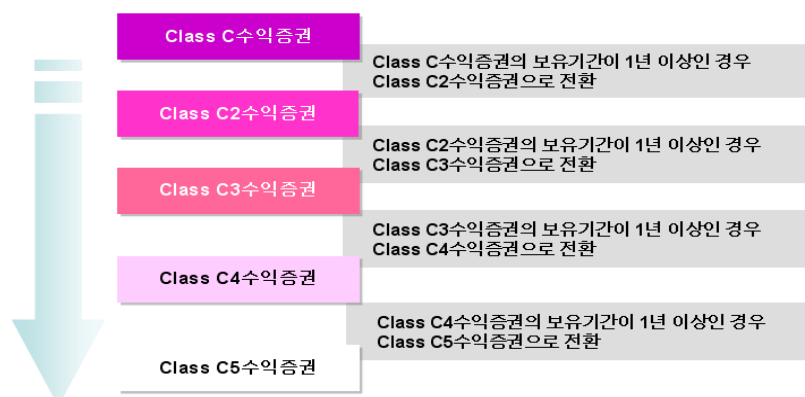 Class C수익증권
Class C수익증권의 보유기간이 1년 이상인 경우
Class C2수익증권으로 전환
Class C2수익증권
Class C2수익증권의 보유기간이 1년 이상인 경우
Class C3수익증권으로 전환
Class C3수익증권
Class C3수익증권의 보유기간이 1년 이상인 경우
Class C4수익증권으로 전환
Class C4수익증권
Class C4수익증권의 보유기간이 1년 이상인 경우
Class C5수익증권으로 전환
Class C5수익증권